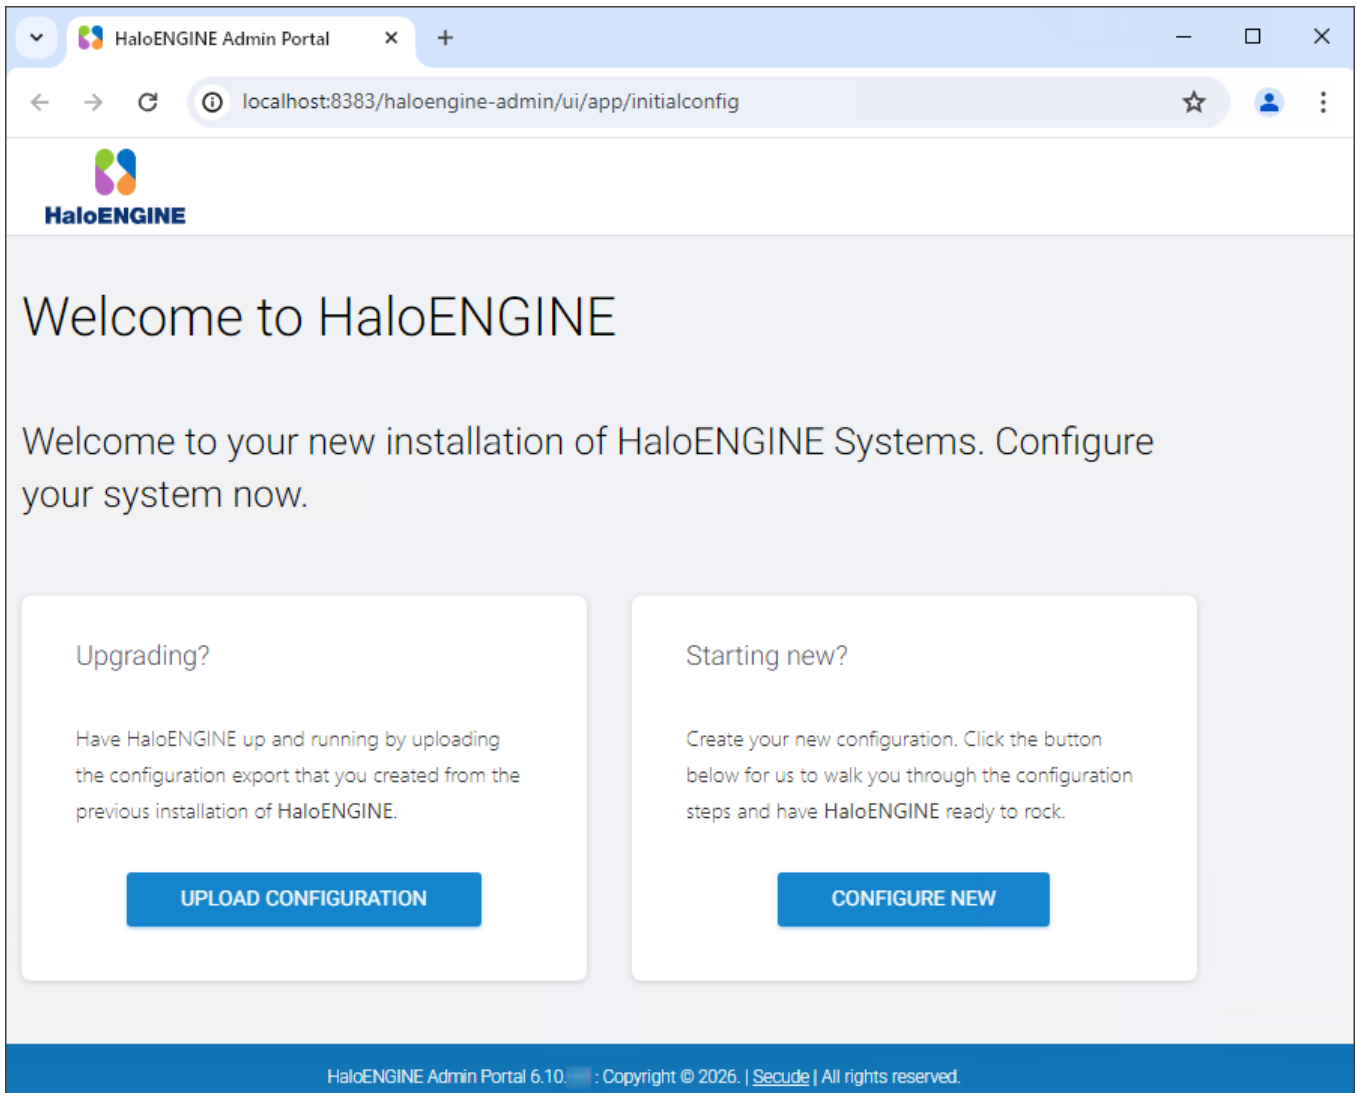 HaloENGINE Admin Portal
localhost:8383/haloengine-admin/ui/app/initialconfig
HaloENGINE
Welcome to HaloENGINE
Welcome to your new installation of HaloENGINE Systems. Configure
your system now.
Upgrading?
Have HaloENGINE up and running by uploading
the configuration export that you created from the
previous installation of HaloENGINE.
UPLOAD CONFIGURATION
Starting new?
Create your new configuration. Click the button
below for us to walk you through the configuration
steps and have HaloENGINE ready to rock.
CONFIGURE NEW
HaloENGINE Admin Portal 6.10. : Copyright © 2026. | Secude | All rights reserved.